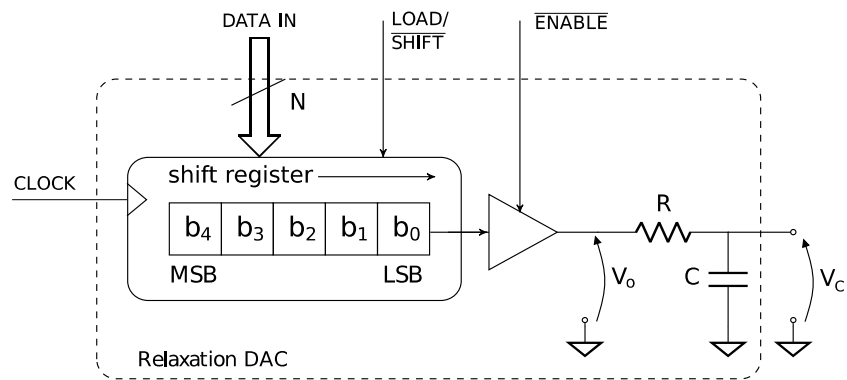 DATA IN
LOAD/
SHIFT
ENABLE
N
CLOCK
shift register
b4 b3 b2 b1 b0
MSB LSB
R
C
Vo
VC
Relaxation DAC